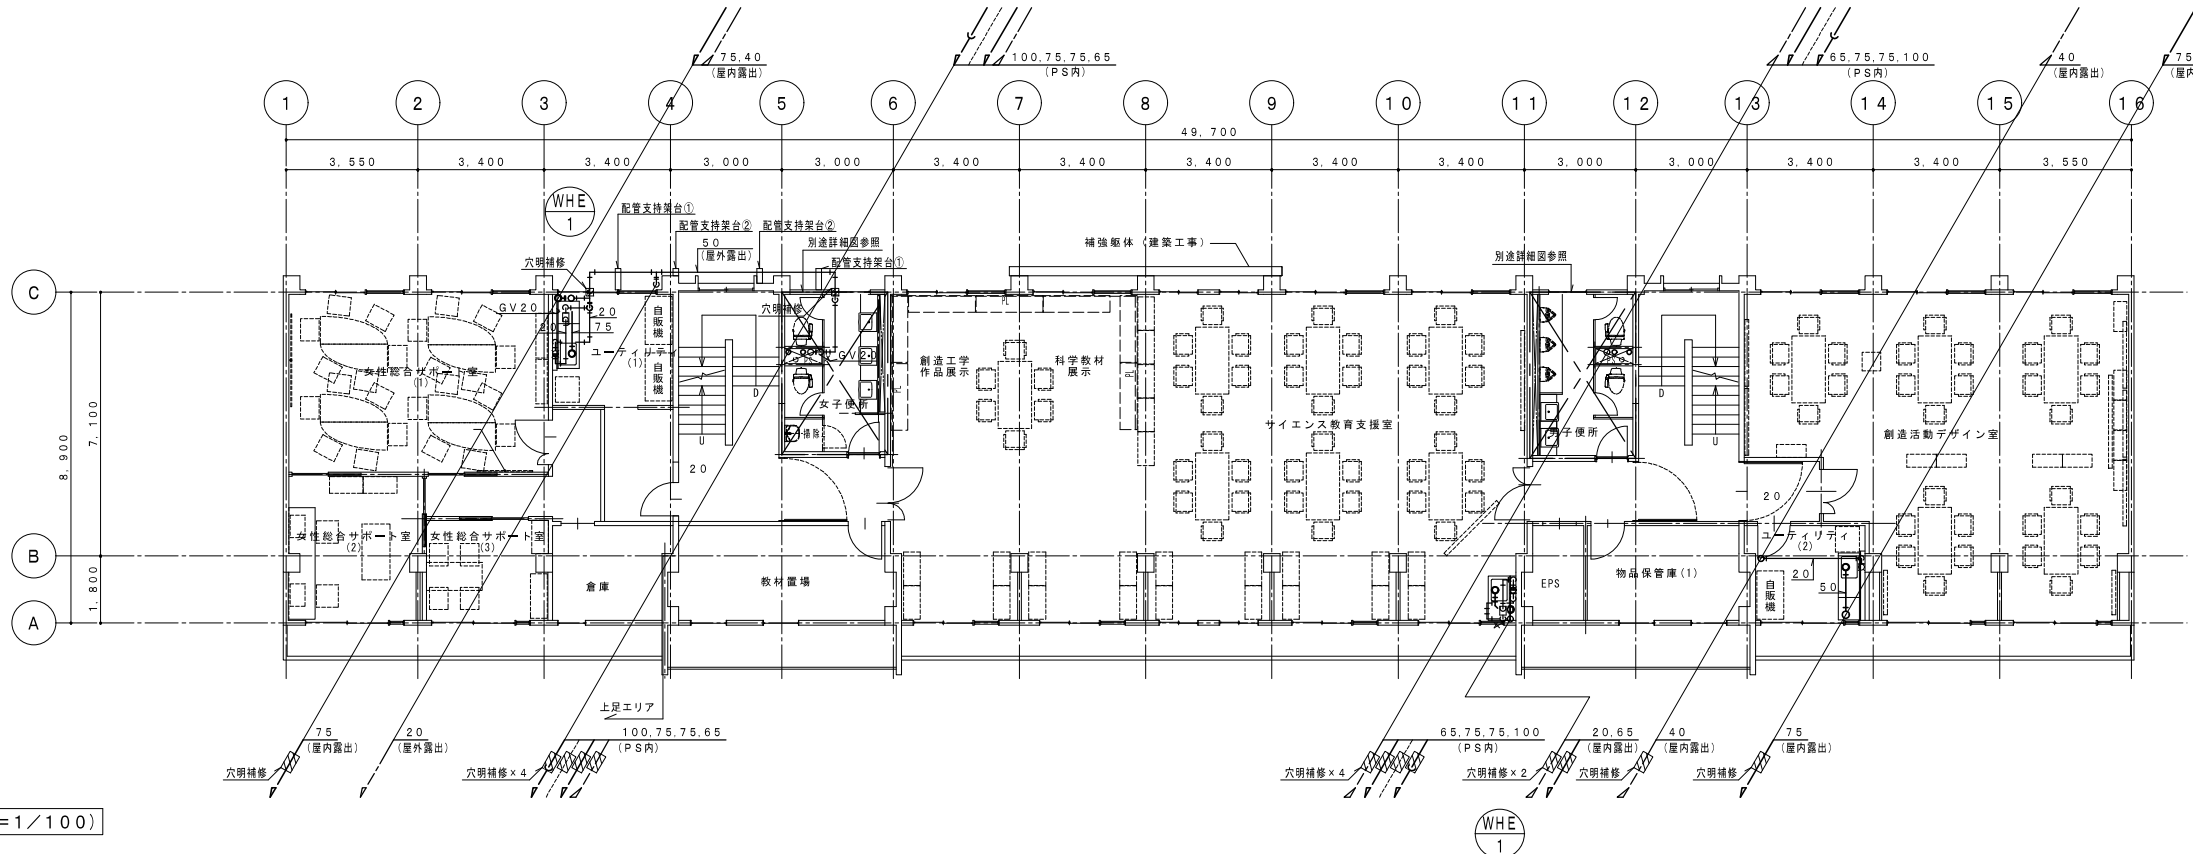 75,40
(屋内露出)
100,75,75,65
(PS内)
65,75,75,100
(PS内)
40
(屋内露出)
75
1
2
3
4
5
6
7
8
9
10
11
12
13
14
15
16
49,700
3,550
3,400
3,400
3,000
3,000
3,400
3,400
3,400
3,400
3,400
3,000
3,000
3,400
3,400
3,550
WHE
1
配管支持架台①
配管支持架台②
配管支持架台②
50
(屋外露出)
別途詳細図参照
配管支持架台①
穴明補修
補強躯体(建築工事)
別途詳細図参照
C
B
A
8,900
7,100
1,800
GV20
20
20
75
ユーティリティ
(1)
自販機
自販機
穴明補修
GV20
女子便所
掃除
D
U
20
女性総合サポート室
(1)
女性総合サポート室
(2)
女性総合サポート室
(3)
倉庫
教材置場
PL
PL
PL
創造工学
作品展示
科学教材
展示
サイエンス教育支援室
男子便所
D
U
創造活動デザイン室
20
ユーティリティ
(2)
20
50
自販機
EPS
物品保管庫(1)
上足エリア
75
(屋内露出)
穴明補修
20
(屋外露出)
100,75,75,65
(PS内)
穴明補修×4
65,75,75,100
(PS内)
穴明補修×4
20,65
(屋内露出)
穴明補修×2
40
(屋内露出)
穴明補修
75
(屋内露出)
穴明補修
WHE
1
=1/100)